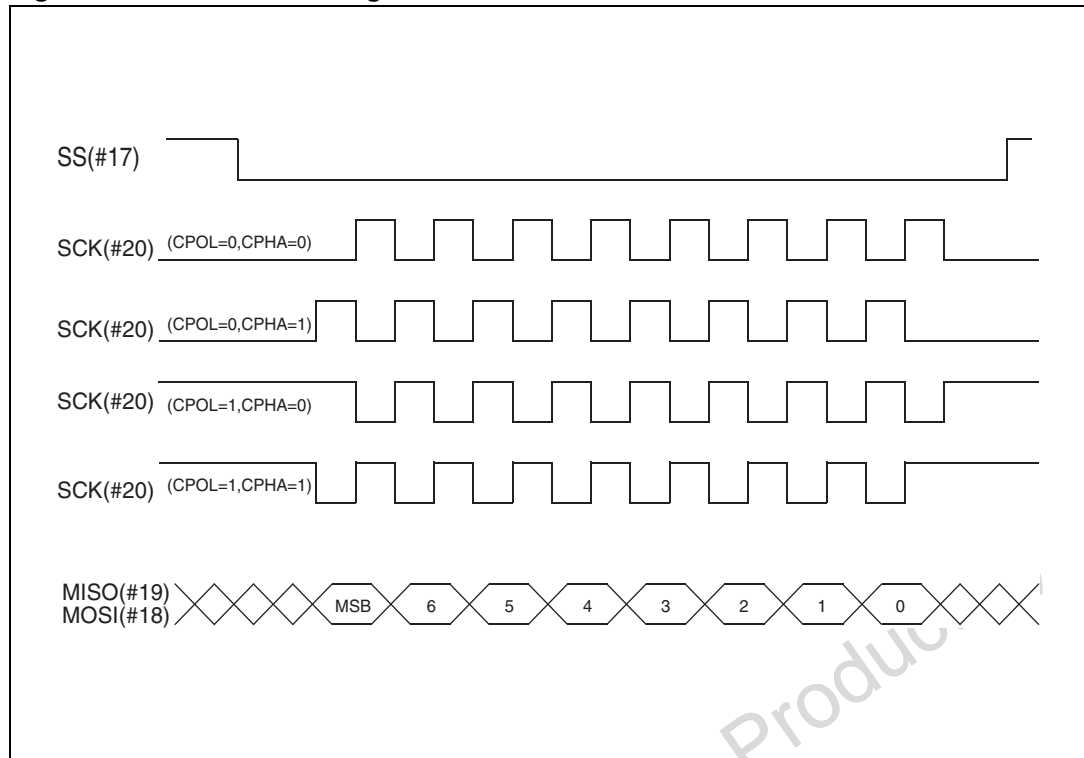 SS(#17)
SCK(#20) (CPOL=0,CPHA=0)
SCK(#20) (CPOL=0,CPHA=1)
SCK(#20) (CPOL=1,CPHA=0)
SCK(#20) (CPOL=1,CPHA=1)
MISO(#19)
MOSI(#18)
MSB 6 5 4 3 2 1 0